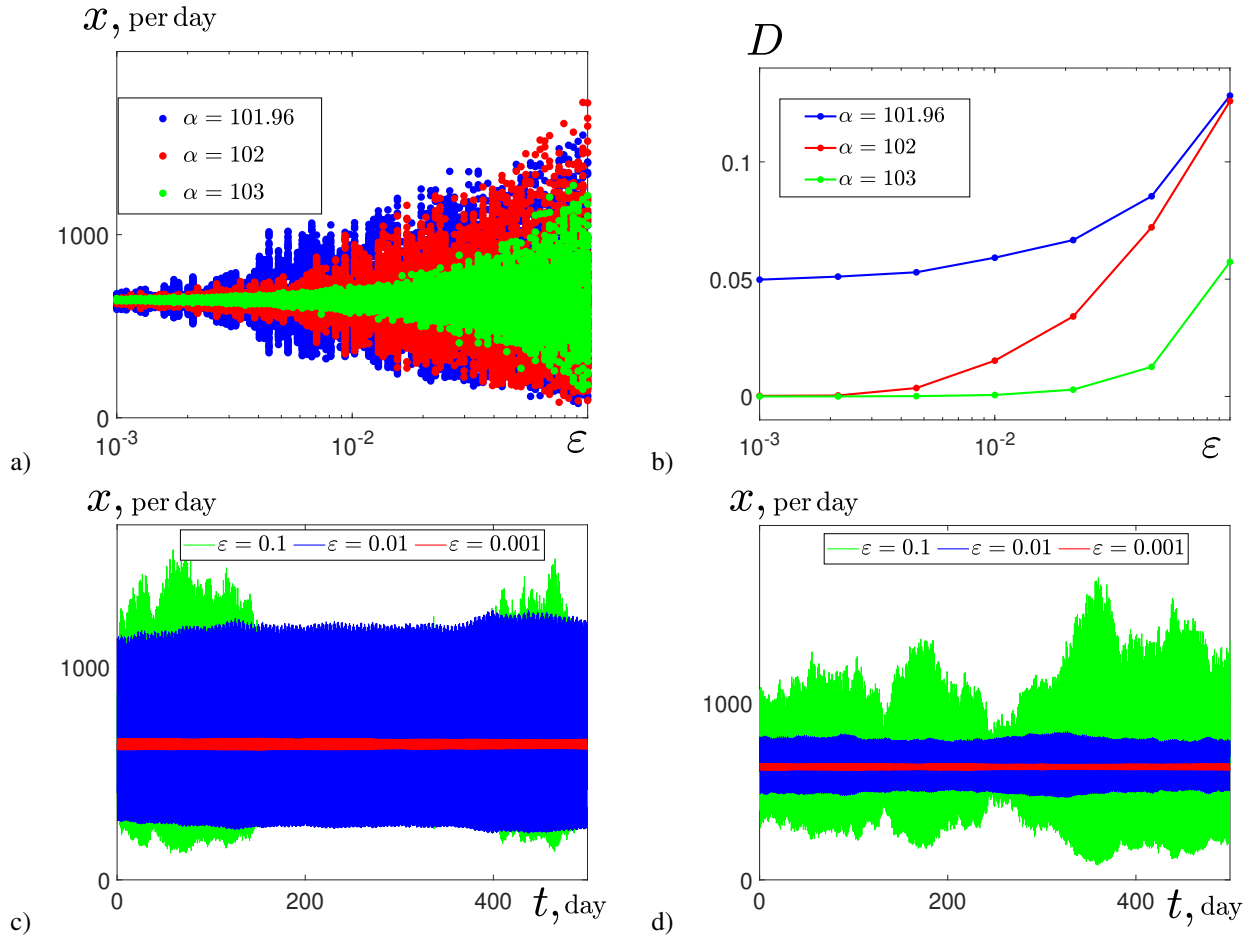 x, per day
α = 101.96
α = 102
α = 103
1000
0
10-3
10-2
ε
a)
D
α = 101.96
α = 102
α = 103
0.1
0.05
0
10-3
10-2
ε
b)
x, per day
ε = 0.1 ε = 0.01 ε = 0.001
1000
0
0 200 400 t, day
c)
x, per day
ε = 0.1 ε = 0.01 ε = 0.001
1000
0
0 200 400 t, day
d)